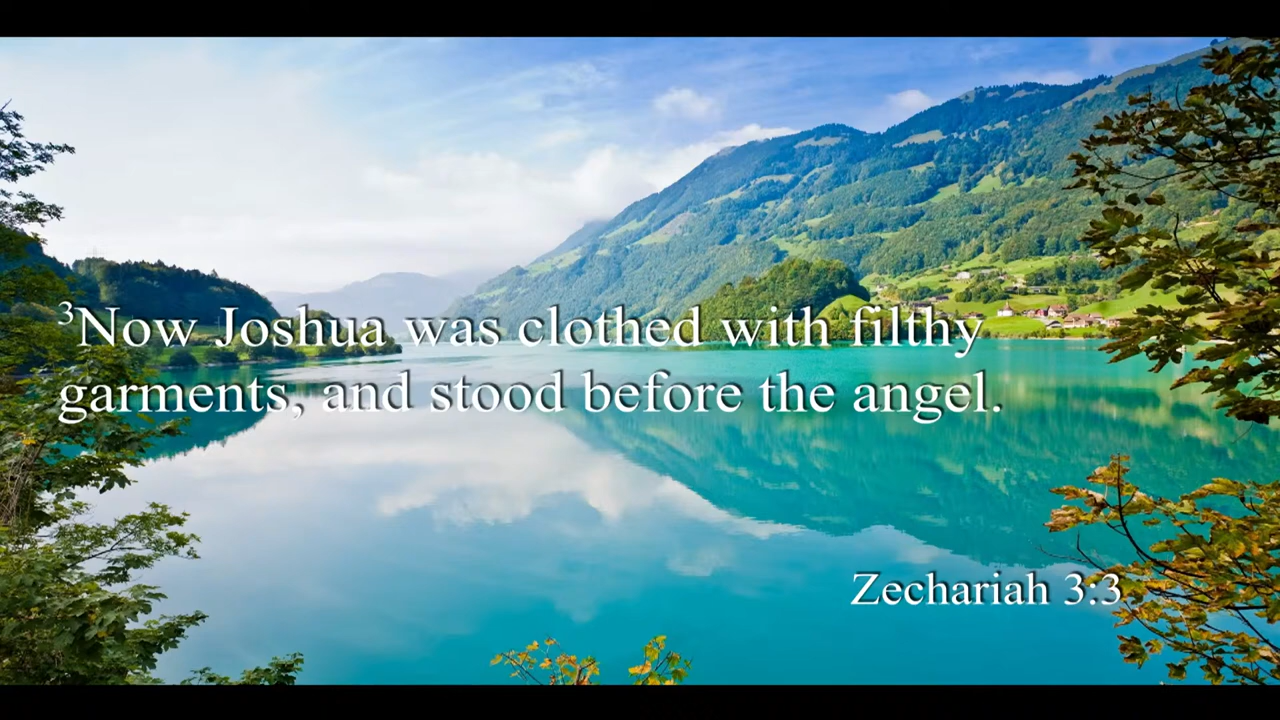 ³Now Joshua was clothed with filthy
garments, and stood before the angel.
Zechariah 3:3